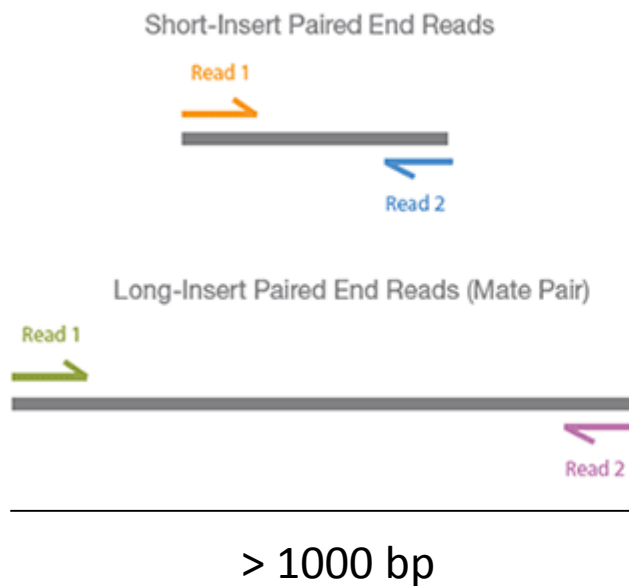 Short-Insert Paired End Reads
Read 1
Read 2
Long-Insert Paired End Reads (Mate Pair)
Read 1
Read 2
> 1000 bp